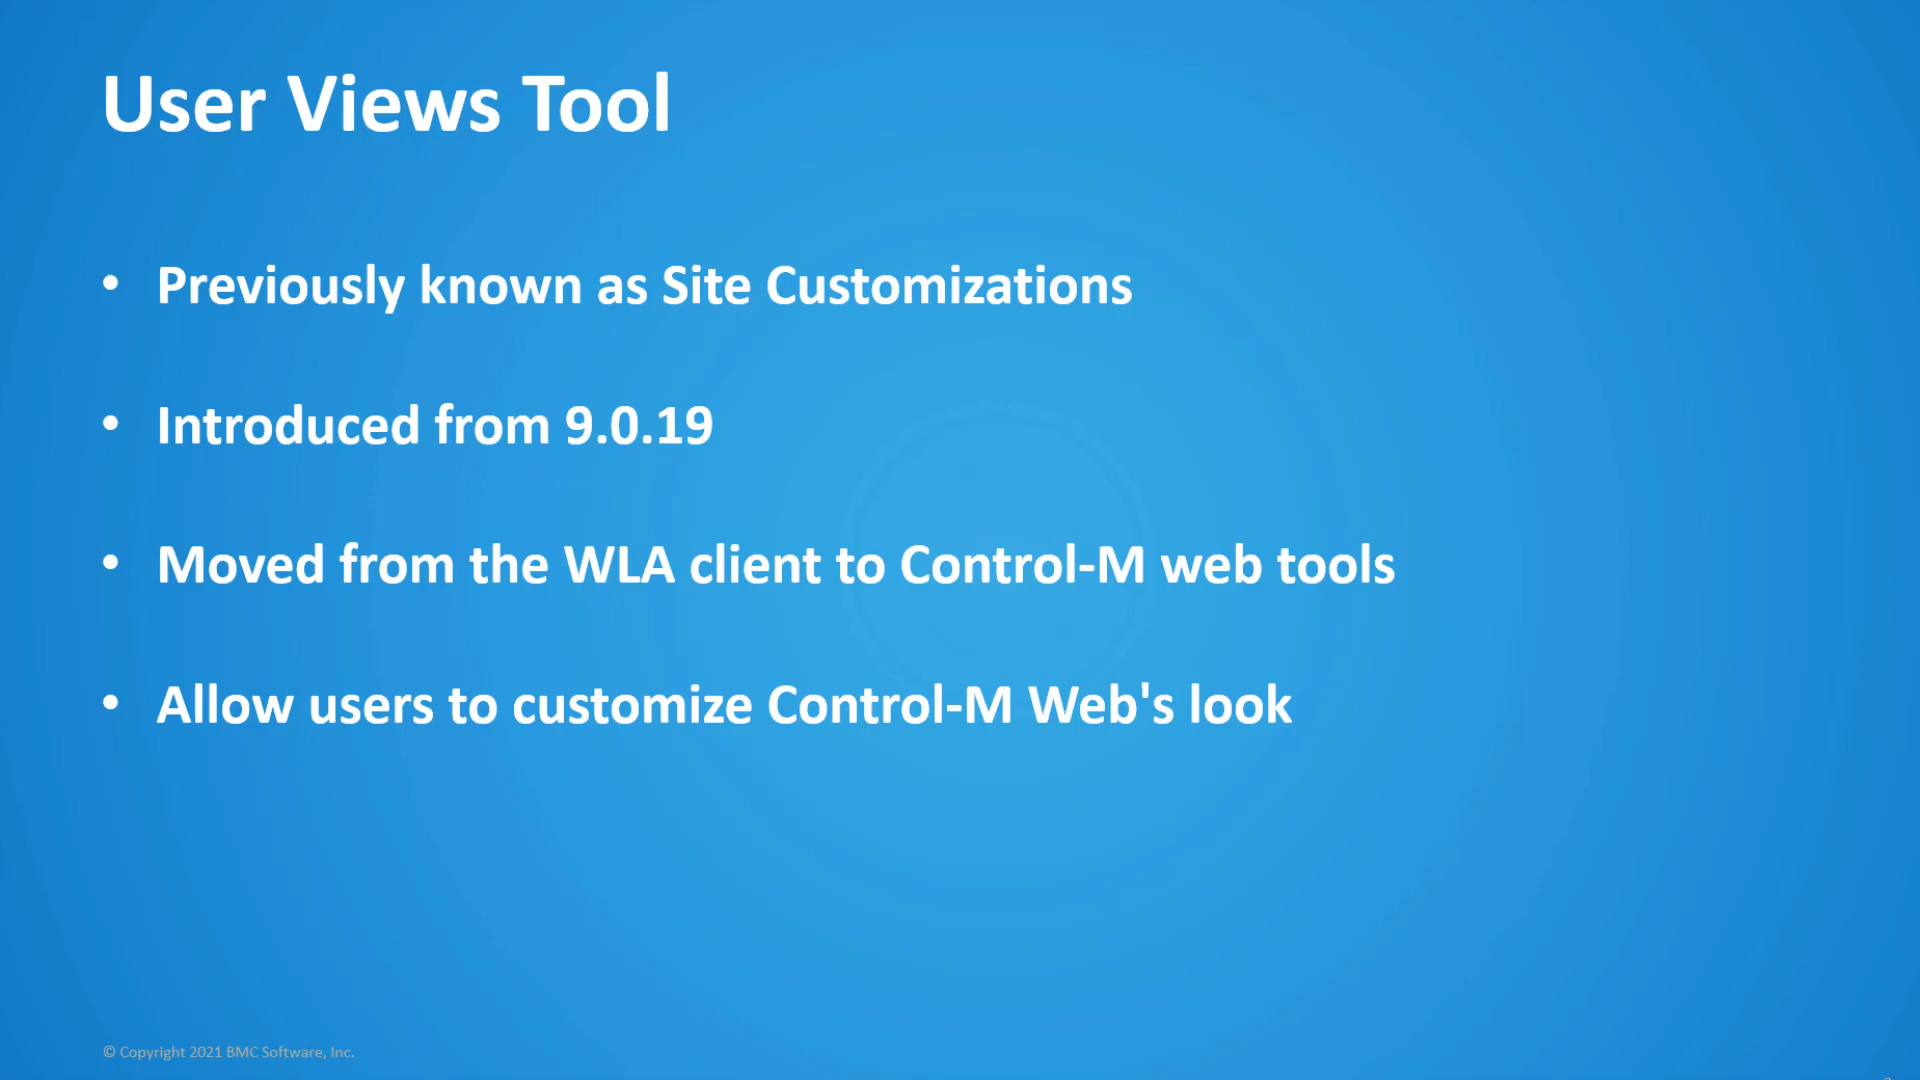 User Views Tool
• Previously known as Site Customizations
• Introduced from 9.0.19
• Moved from the WLA client to Control-M web tools
• Allow users to customize Control-M Web's look
© Copyright 2021 BMC Software, Inc.